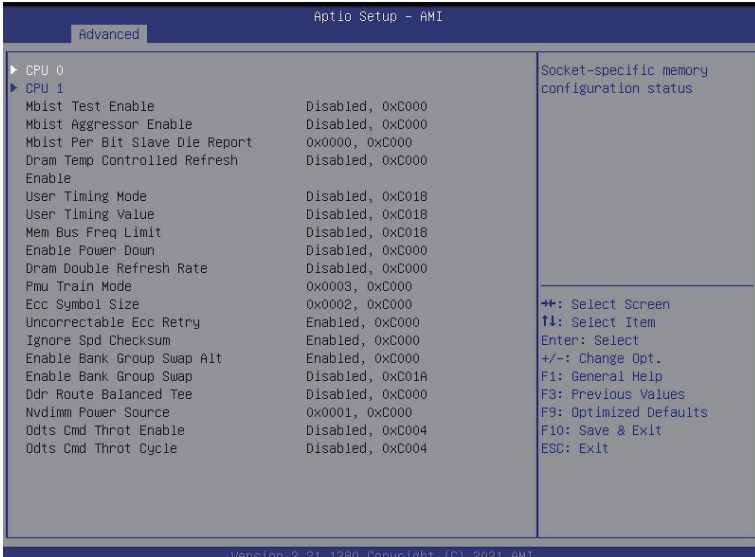 Aptio Setup – AMI
Advanced
▶ CPU 0
▶ CPU 1
Mbist Test Enable Disabled, 0xC000
Mbist Aggressor Enable Disabled, 0xC000
Mbist Per Bit Slave Die Report 0x0000, 0xC000
Dram Temp Controlled Refresh Disabled, 0xC000
Enable
User Timing Mode Disabled, 0xC018
User Timing Value Disabled, 0xC018
Mem Bus Freq Limit Disabled, 0xC018
Enable Power Down Disabled, 0xC000
Dram Double Refresh Rate Disabled, 0xC000
Pmu Train Mode 0x0003, 0xC000
Ecc Symbol Size 0x0002, 0xC000
Uncorrectable Ecc Retry Enabled, 0xC000
Ignore Spd Checksum Enabled, 0xC000
Enable Bank Group Swap Alt Enabled, 0xC000
Enable Bank Group Swap Disabled, 0xC01A
Ddr Route Balanced Tee Disabled, 0xC000
Nvdimm Power Source 0x0001, 0xC000
Odts Cmd Throt Enable Disabled, 0xC004
Odts Cmd Throt Cycle Disabled, 0xC004
Socket-specific memory
configuration status
→←: Select Screen
↑↓: Select Item
Enter: Select
+/-: Change Opt.
F1: General Help
F3: Previous Values
F9: Optimized Defaults
F10: Save & Exit
ESC: Exit
Version 2.21.1280 Copyright (C) 2021 AMI